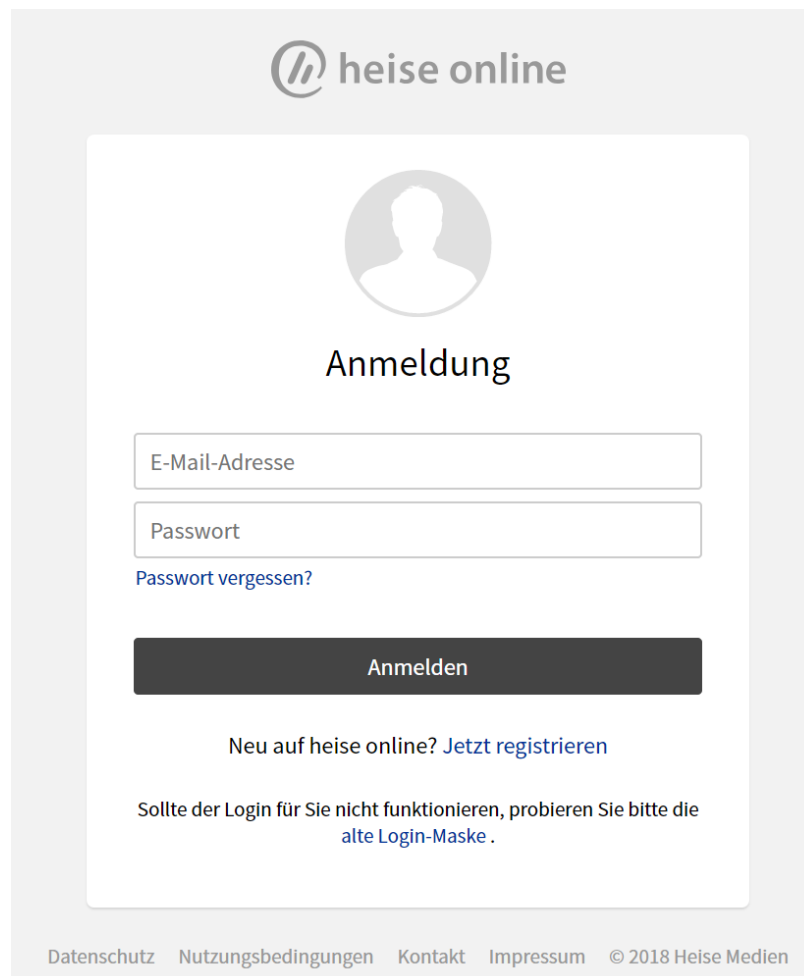 heise online
Anmeldung
E-Mail-Adresse
Passwort
Passwort vergessen?
Anmelden
Neu auf heise online? Jetzt registrieren
Sollte der Login für Sie nicht funktionieren, probieren Sie bitte die
alte Login-Maske .
Datenschutz Nutzungsbedingungen Kontakt Impressum © 2018 Heise Medien